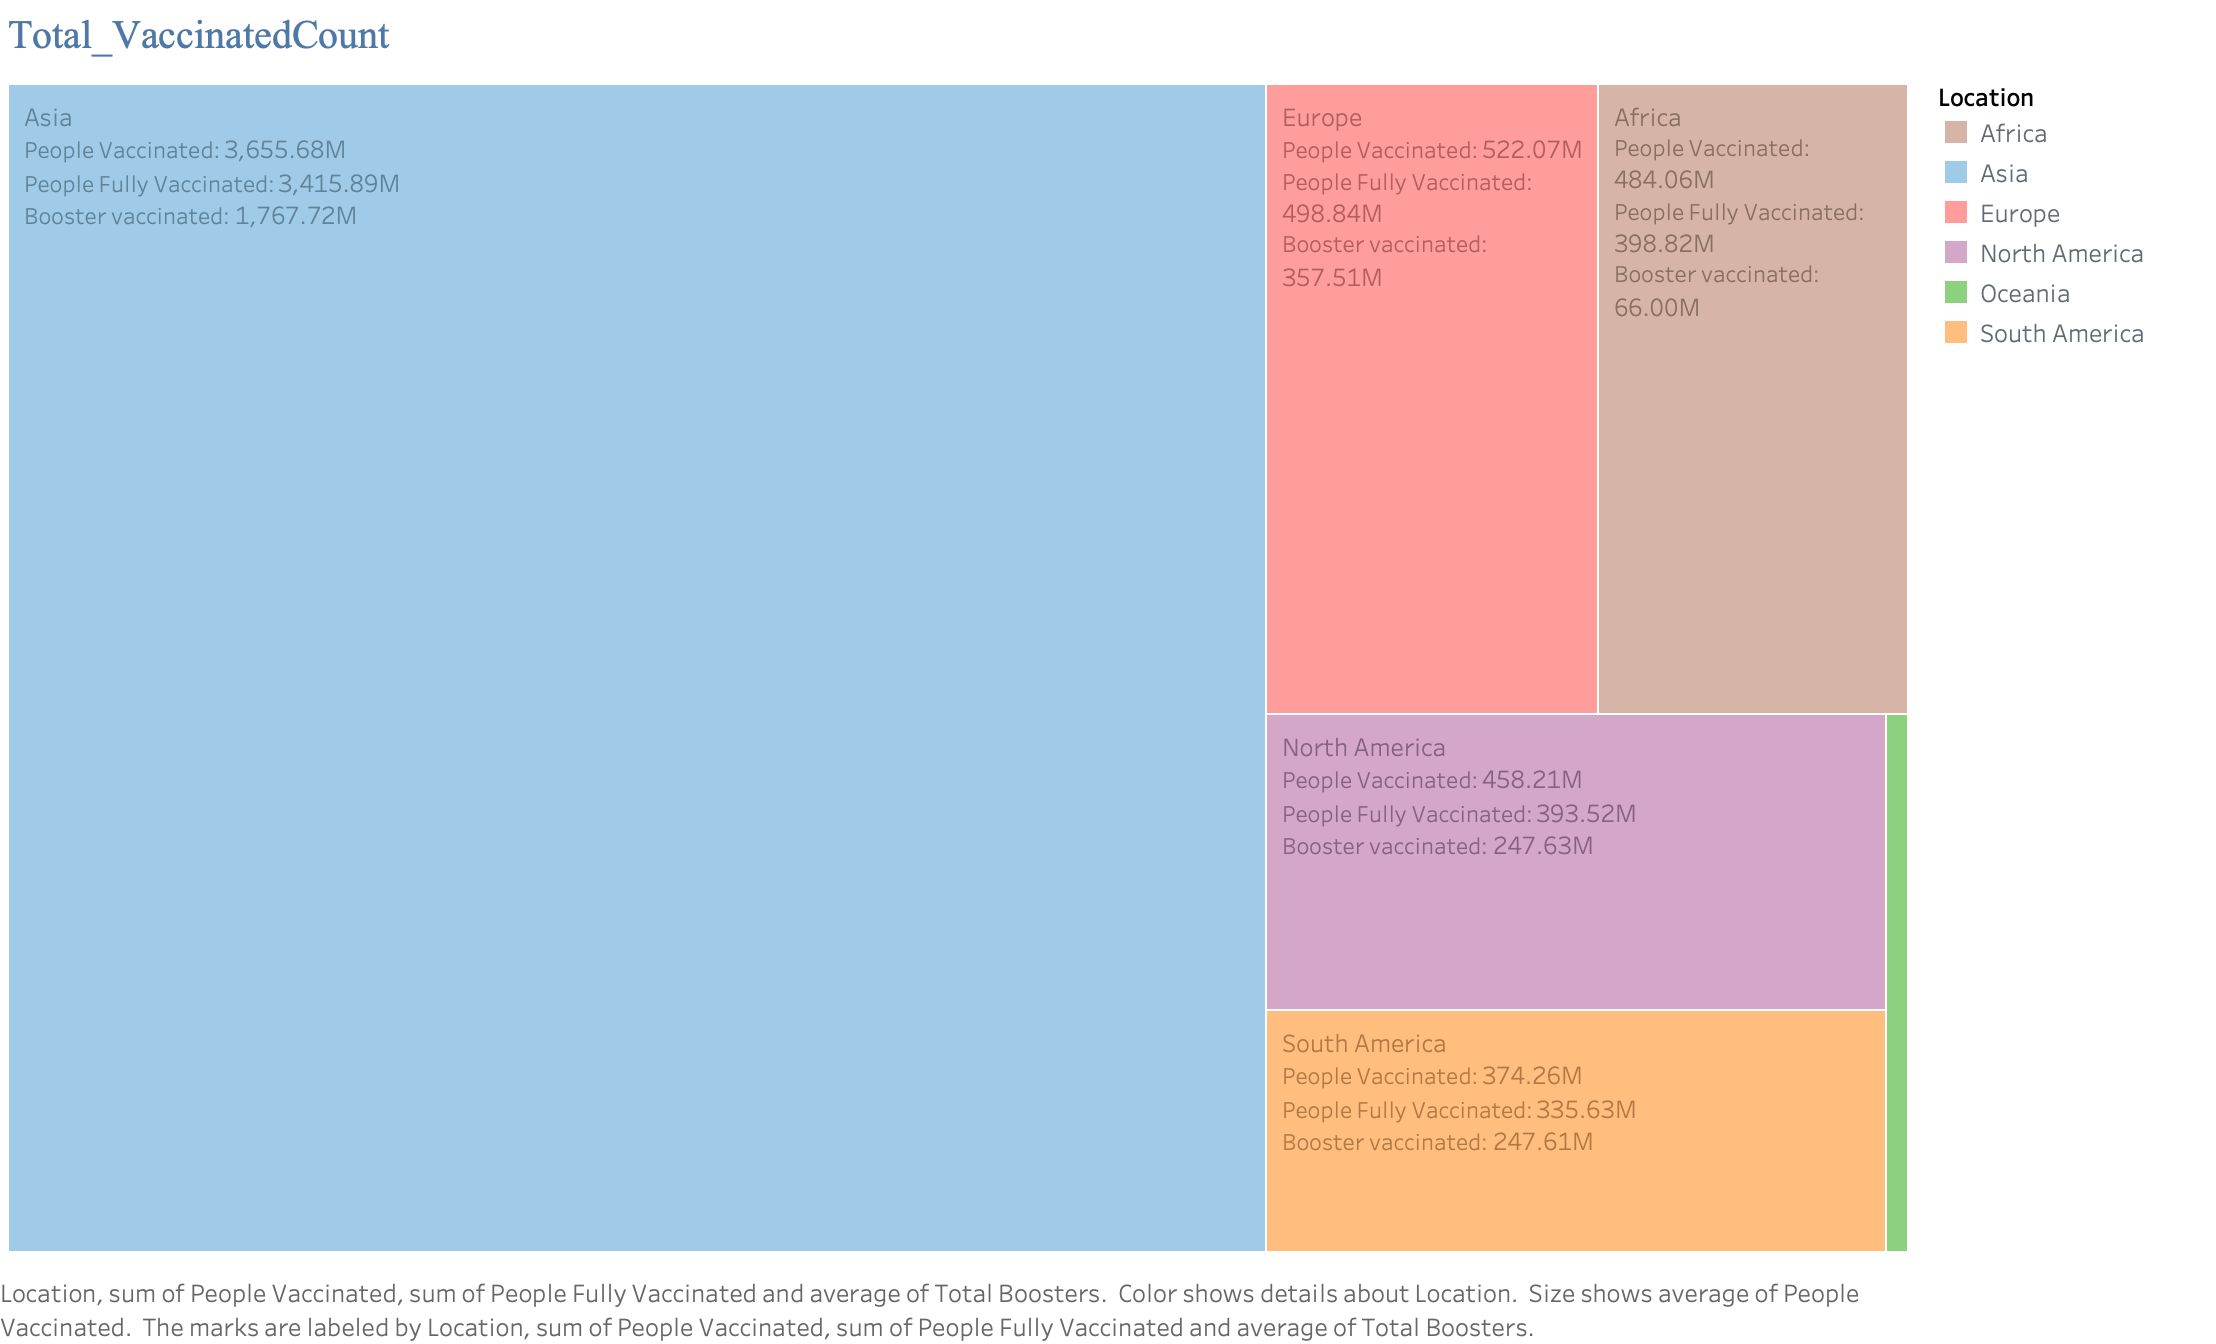 Total_VaccinatedCount
Asia
People Vaccinated: 3,655.68M
People Fully Vaccinated: 3,415.89M
Booster vaccinated: 1,767.72M
Europe
People Vaccinated: 522.07M
People Fully Vaccinated:
498.84M
Booster vaccinated:
357.51M
Africa
People Vaccinated:
484.06M
People Fully Vaccinated:
398.82M
Booster vaccinated:
66.00M
North America
People Vaccinated: 458.21M
People Fully Vaccinated: 393.52M
Booster vaccinated: 247.63M
South America
People Vaccinated: 374.26M
People Fully Vaccinated: 335.63M
Booster vaccinated: 247.61M
Location
Africa
Asia
Europe
North America
Oceania
South America
Location, sum of People Vaccinated, sum of People Fully Vaccinated and average of Total Boosters.  Color shows details about Location.  Size shows average of People
Vaccinated.  The marks are labeled by Location, sum of People Vaccinated, sum of People Fully Vaccinated and average of Total Boosters.